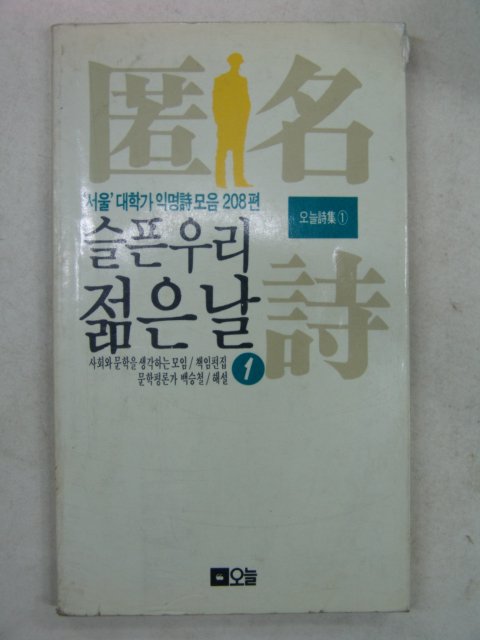 匿名
'서울' 대학가 익명詩 모음 208편
오늘詩集①
슬픈우리
젊은날
詩
1
사회와 문학을 생각하는 모임/책임편집
문학평론가 백승철/해설
오늘